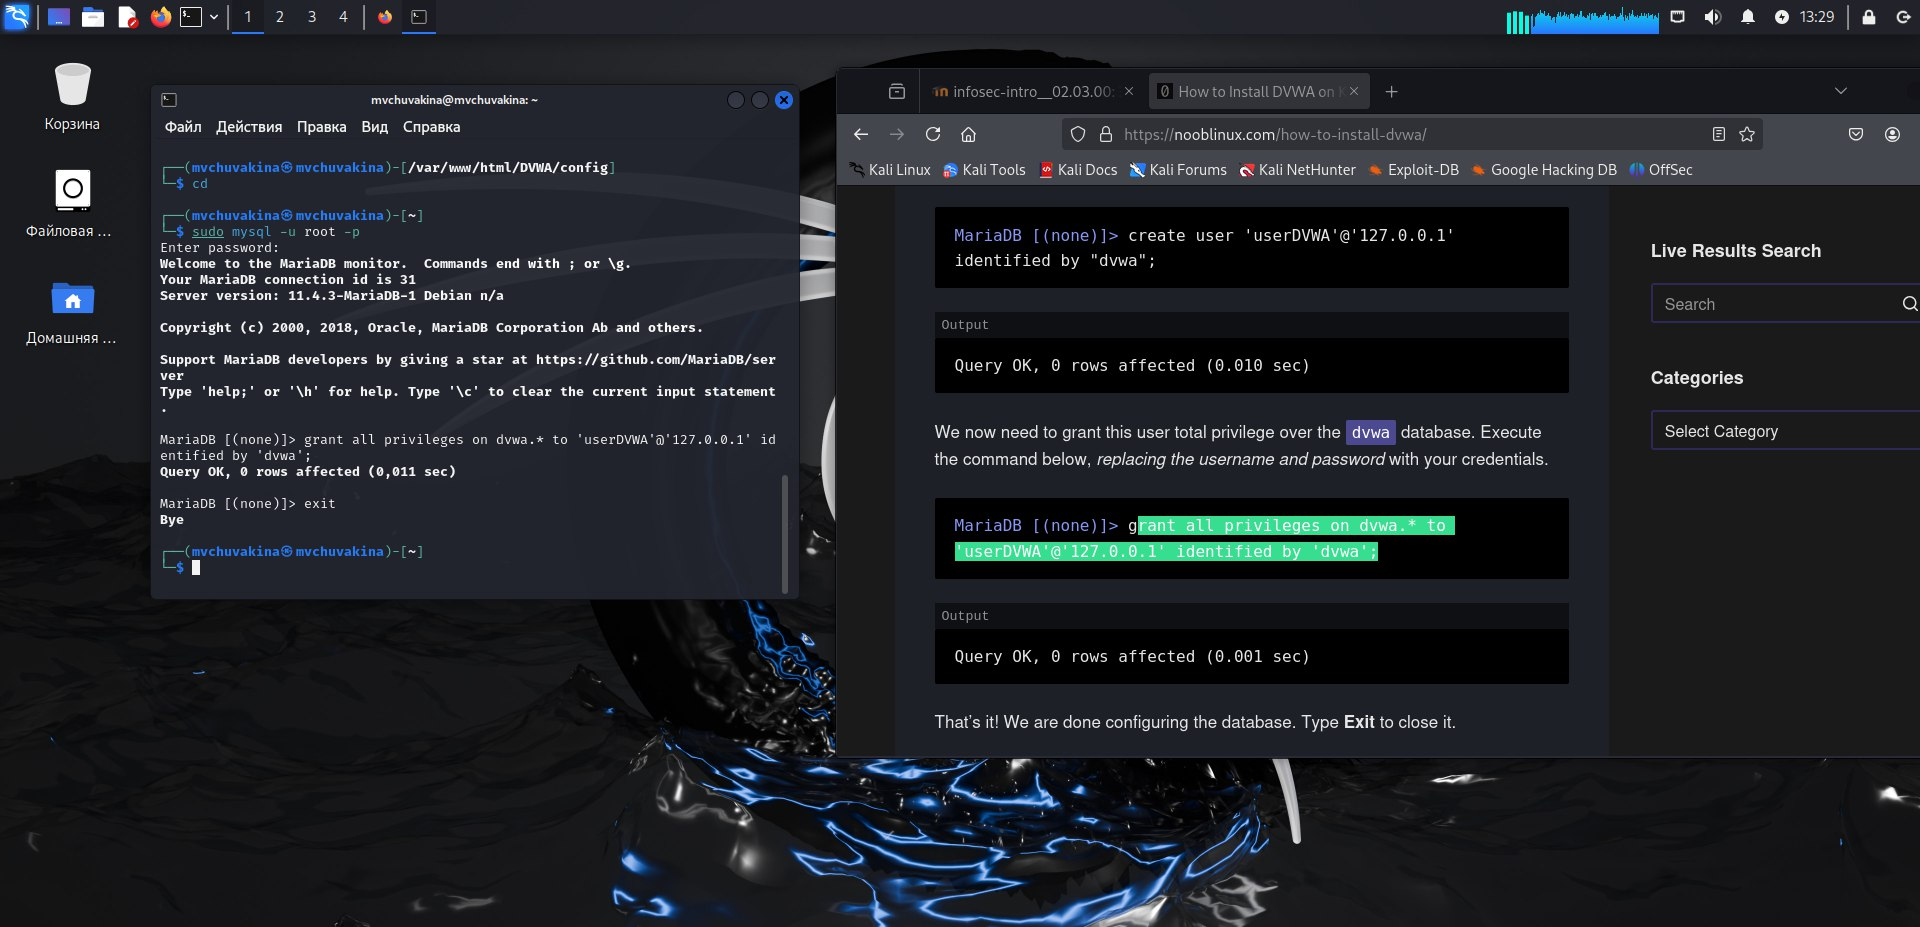 1 2 3 4
13:29
Корзина
Файловая ...
Домашняя ...
mvchuvakina@mvchuvakina: ~
Файл Действия Правка Вид Справка
┌──(mvchuvakina㉿mvchuvakina)-[/var/www/html/DVWA/config]
└─$ cd
┌──(mvchuvakina㉿mvchuvakina)-[~]
└─$ sudo mysql -u root -p
Enter password:
Welcome to the MariaDB monitor.  Commands end with ; or \g.
Your MariaDB connection id is 31
Server version: 11.4.3-MariaDB-1 Debian n/a
Copyright (c) 2000, 2018, Oracle, MariaDB Corporation Ab and others.
Support MariaDB developers by giving a star at https://github.com/MariaDB/ser
ver
Type 'help;' or '\h' for help. Type '\c' to clear the current input statement
.
MariaDB [(none)]> grant all privileges on dvwa.* to 'userDVWA'@'127.0.0.1' id
entified by 'dvwa';
Query OK, 0 rows affected (0,011 sec)
MariaDB [(none)]> exit
Bye
┌──(mvchuvakina㉿mvchuvakina)-[~]
└─$
infosec-intro__02.03.00:
How to Install DVWA on K
https://nooblinux.com/how-to-install-dvwa/
Kali Linux Kali Tools Kali Docs Kali Forums Kali NetHunter Exploit-DB Google Hacking DB OffSec
MariaDB [(none)]> create user 'userDVWA'@'127.0.0.1'
identified by "dvwa";
Output
Query OK, 0 rows affected (0.010 sec)
We now need to grant this user total privilege over the dvwa database. Execute
the command below, replacing the username and password with your credentials.
MariaDB [(none)]> grant all privileges on dvwa.* to
'userDVWA'@'127.0.0.1' identified by 'dvwa';
Output
Query OK, 0 rows affected (0.001 sec)
That's it! We are done configuring the database. Type Exit to close it.
Live Results Search
Search
Categories
Select Category